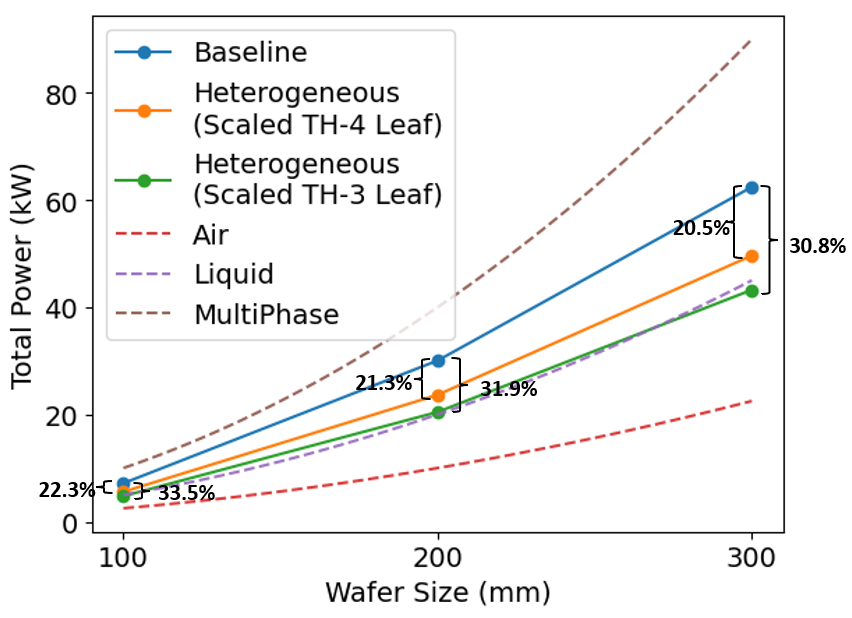 Baseline
Heterogeneous
(Scaled TH-4 Leaf)
Heterogeneous
(Scaled TH-3 Leaf)
Air
Liquid
MultiPhase
Total Power (kW)
80
60
40
20
0
20.5%
30.8%
21.3%
31.9%
22.3%
33.5%
100
200
300
Wafer Size (mm)